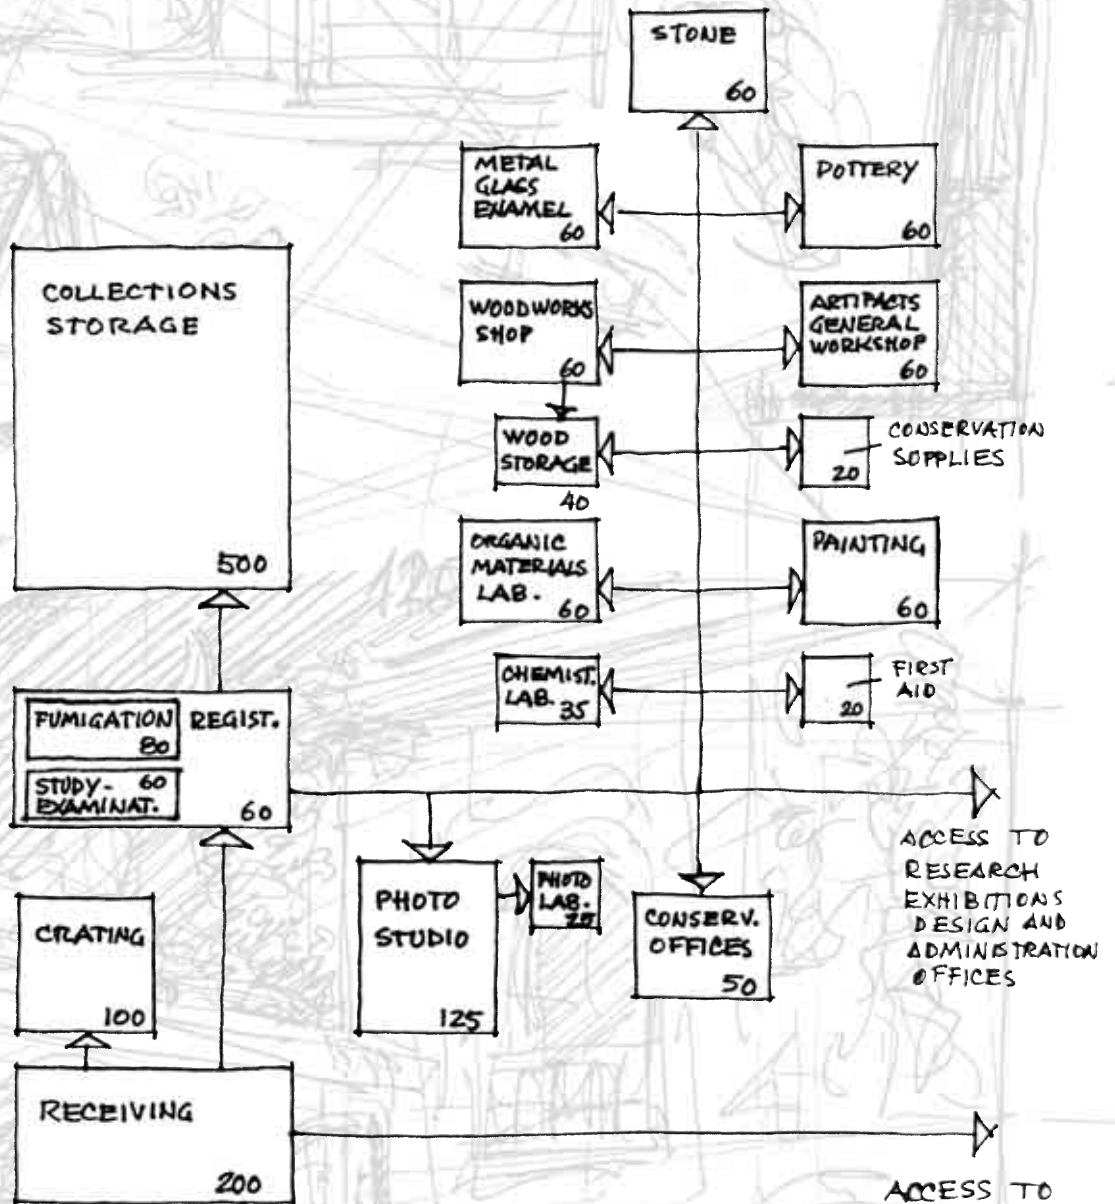 STONE
60
METAL
GLASS
ENAMEL
60
POTTERY
60
COLLECTIONS
STORAGE
500
WOODWORKS
SHOP
60
ARTIFACTS
GENERAL
WORKSHOP
60
WOOD
STORAGE
40
20
CONSERVATION
SOPPLIES
ORGANIC
MATERIALS
LAB.
60
PAINTING
60
CHEMIST.
LAB. 35
20
FIRST
AID
FUMIGATION
80
REGIST.
60
STUDY- 60
EXAMINAT.
ACCESS TO
RESEARCH
EXHIBITIONS
DESIGN AND
ADMINISTRATION
OFFICES
PHOTO
STUDIO
125
PHOTO
LAB.
CONSERV.
OFFICES
50
CRATING
100
RECEIVING
200
ACCESS TO